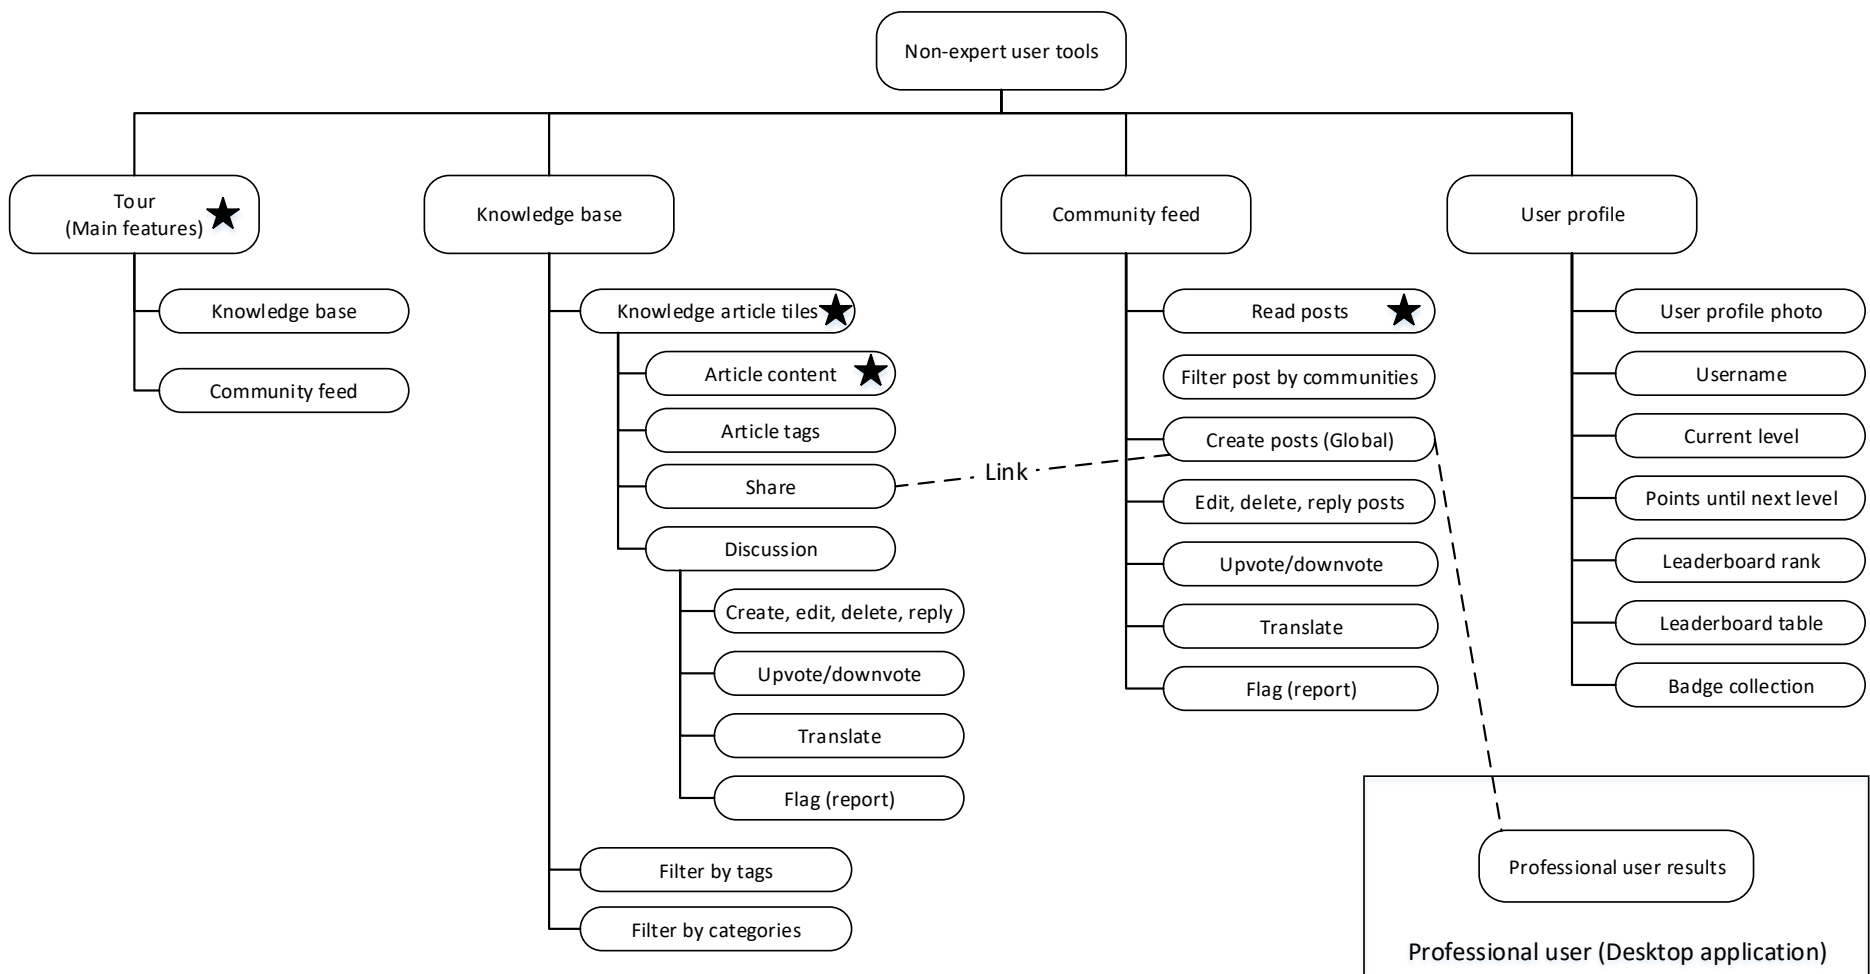 Non-expert user tools
Tour
(Main features)
Knowledge base
Community feed
User profile
Knowledge base
Community feed
Knowledge article tiles
Article content
Article tags
Share
Discussion
Create, edit, delete, reply
Upvote/downvote
Translate
Flag (report)
Filter by tags
Filter by categories
Link
Read posts
Filter post by communities
Create posts (Global)
Edit, delete, reply posts
Upvote/downvote
Translate
Flag (report)
User profile photo
Username
Current level
Points until next level
Leaderboard rank
Leaderboard table
Badge collection
Professional user results
Professional user (Desktop application)